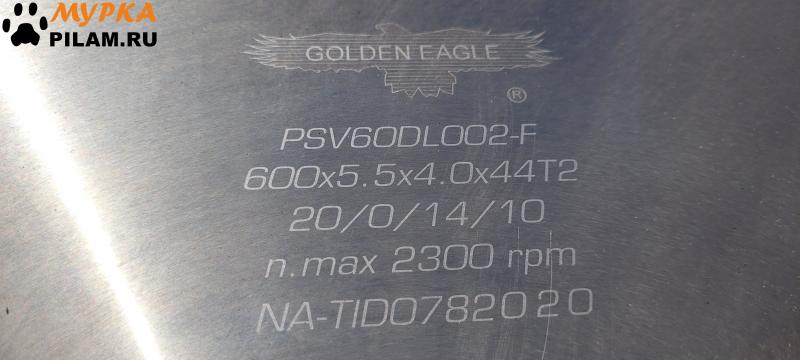 МУРКА
PILAM.RU
GOLDEN EAGLE
®
PSV60DL002-F
600x5.5x4.0x44T2
20/0/14/10
n.max 2300 rpm
NA-TID0782020